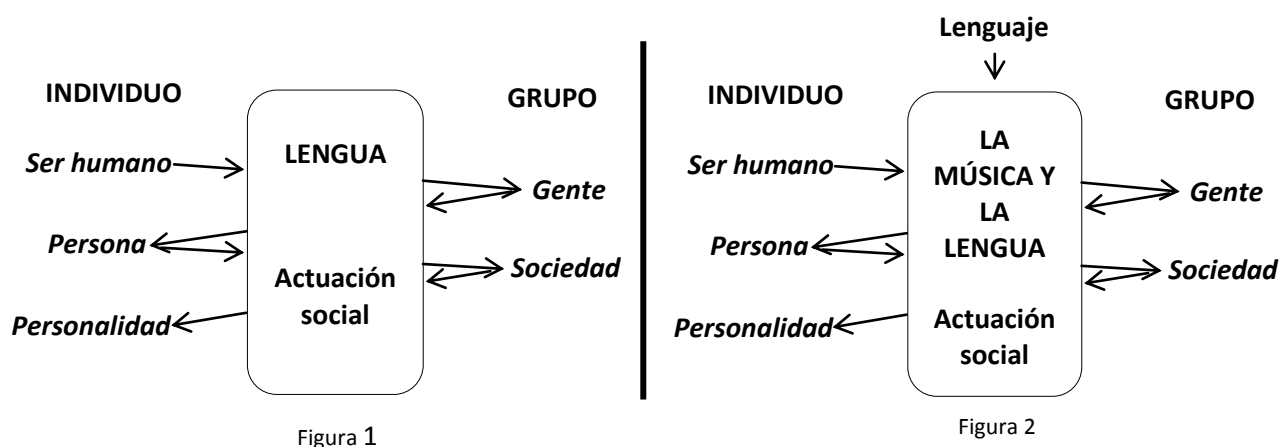 INDIVIDUO
GRUPO
LENGUA
Ser humano
Gente
Persona
Sociedad
Actuación
social
Personalidad
Figura 1
Lenguaje
INDIVIDUO
GRUPO
LA
MÚSICA Y
LA
LENGUA
Ser humano
Gente
Persona
Sociedad
Actuación
social
Personalidad
Figura 2